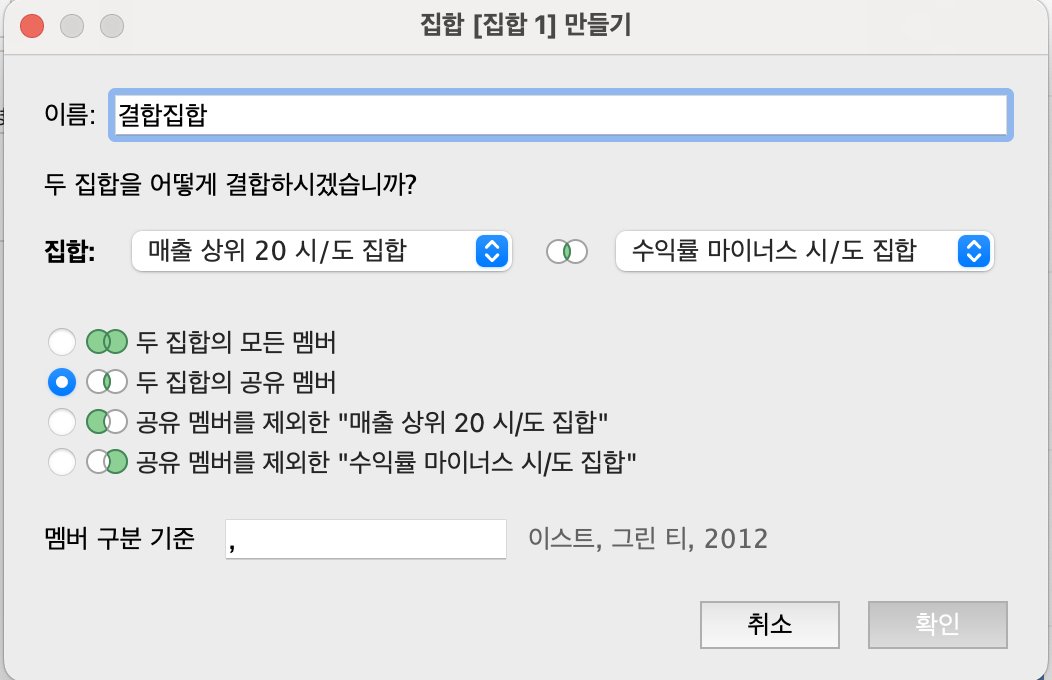 집합 [집합 1] 만들기
이름: 결합집합
두 집합을 어떻게 결합하시겠습니까?
집합: 매출 상위 20 시/도 집합 수익률 마이너스 시/도 집합
두 집합의 모든 멤버
두 집합의 공유 멤버
공유 멤버를 제외한 "매출 상위 20 시/도 집합"
공유 멤버를 제외한 "수익률 마이너스 시/도 집합"
멤버 구분 기준 , 이스트, 그린 티, 2012
취소 확인